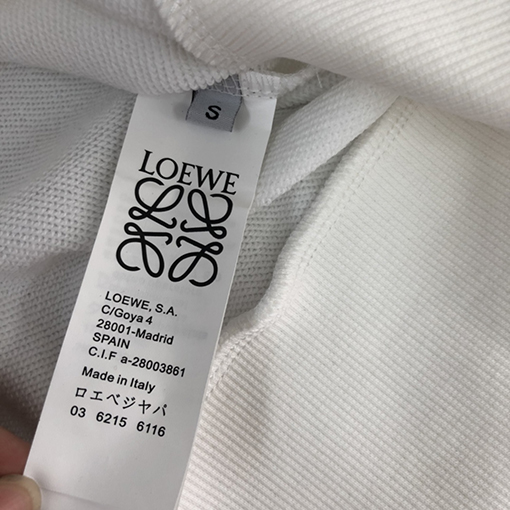 S
LOEWE
LOEWE, S.A.
C/Goya 4
28001-Madrid
SPAIN
C.I.F a-28003861
Made in Italy
ロエベジャパ
03 6215 6116